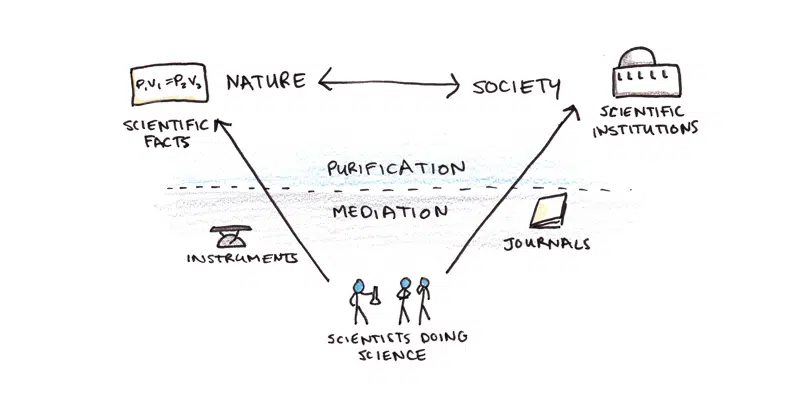 P₁V₁ = P₂V₂
NATURE
SOCIETY
SCIENTIFIC
FACTS
SCIENTIFIC
INSTITUTIONS
PURIFICATION
MEDIATION
INSTRUMENTS
JOURNALS
SCIENTISTS DOING
SCIENCE